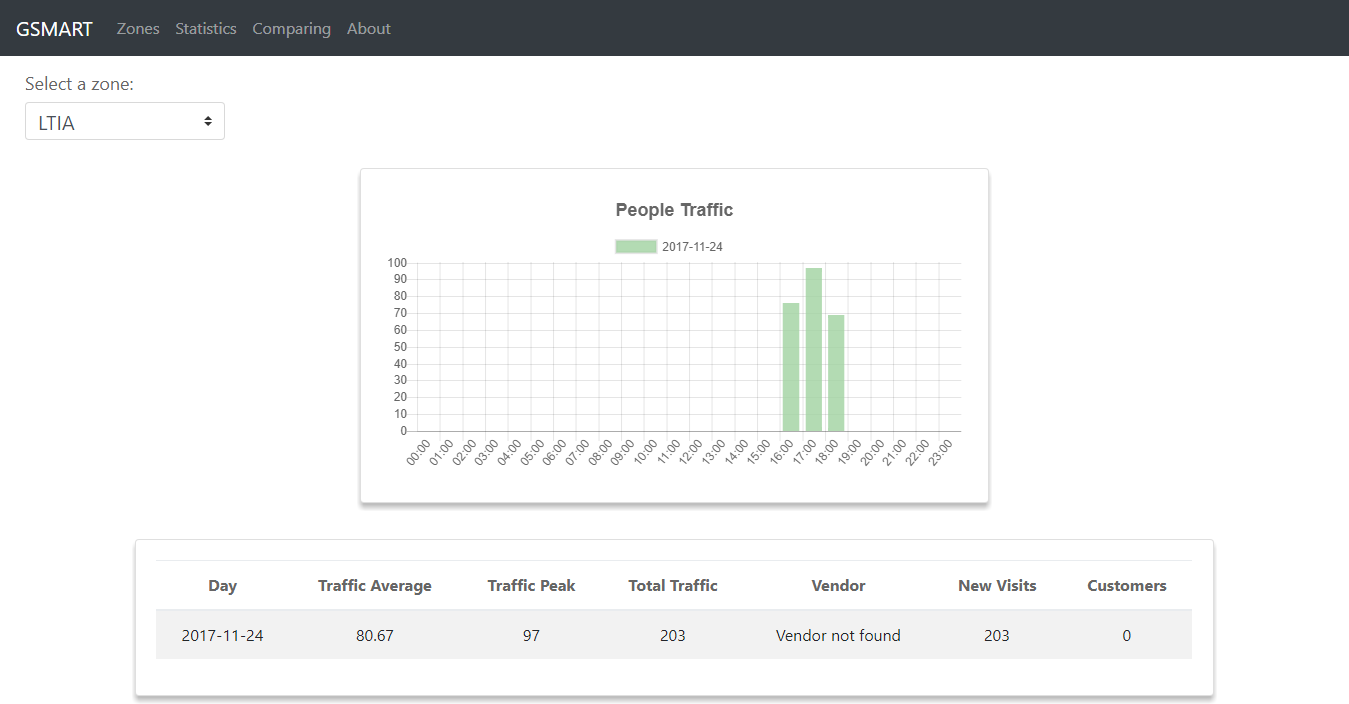 GSMART Zones Statistics Comparing About
Select a zone:
LTIA
People Traffic
2017-11-24
100
90
80
70
60
50
40
30
20
10
0
00:00 01:00 02:00 03:00 04:00 05:00 06:00 07:00 08:00 09:00 10:00 11:00 12:00 13:00 14:00 15:00 16:00 17:00 18:00 19:00 20:00 21:00 22:00 23:00
Day Traffic Average Traffic Peak Total Traffic Vendor New Visits Customers
2017-11-24 80.67 97 203 Vendor not found 203 0